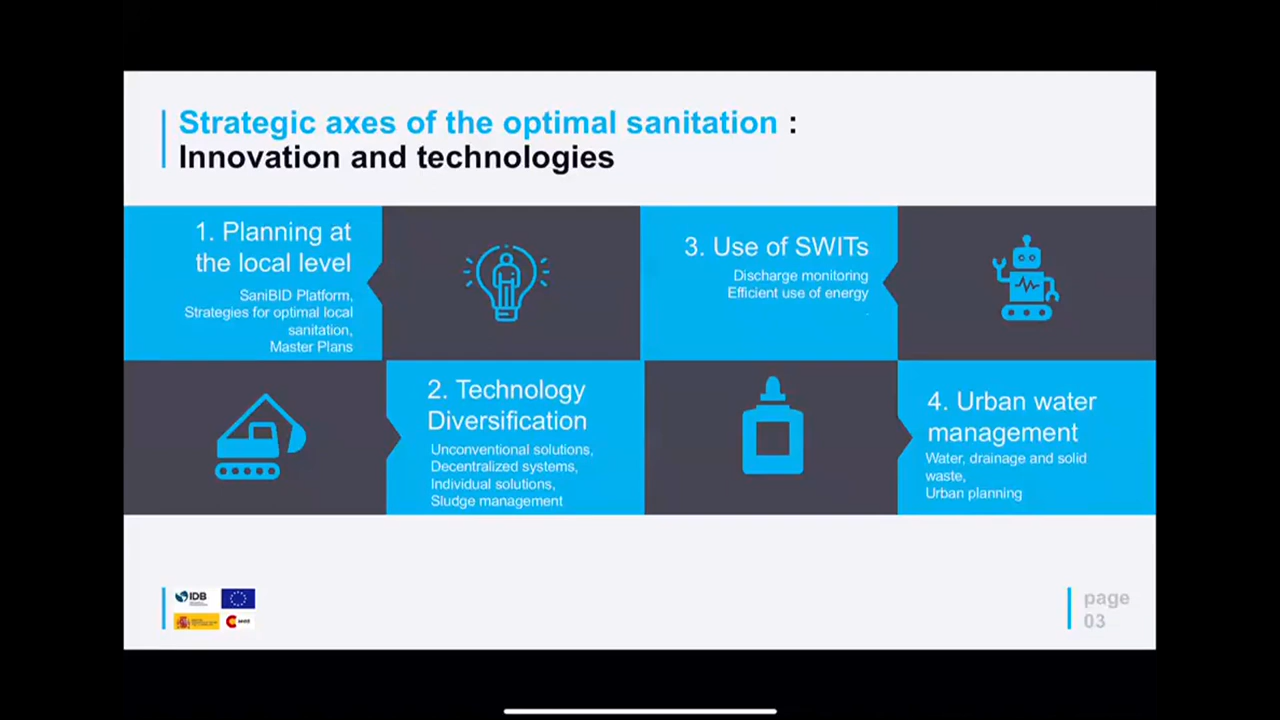 Strategic axes of the optimal sanitation :
Innovation and technologies
1. Planning at
the local level
SaniBID Platform,
Strategies for optimal local
sanitation,
Master Plans
2. Technology
Diversification
Unconventional solutions,
Decentralized systems,
Individual solutions,
Sludge management
3. Use of SWITs
Discharge monitoring
Efficient use of energy
.
4. Urban water
management
Water, drainage and solid
waste,
Urban planning
IDB
page
03